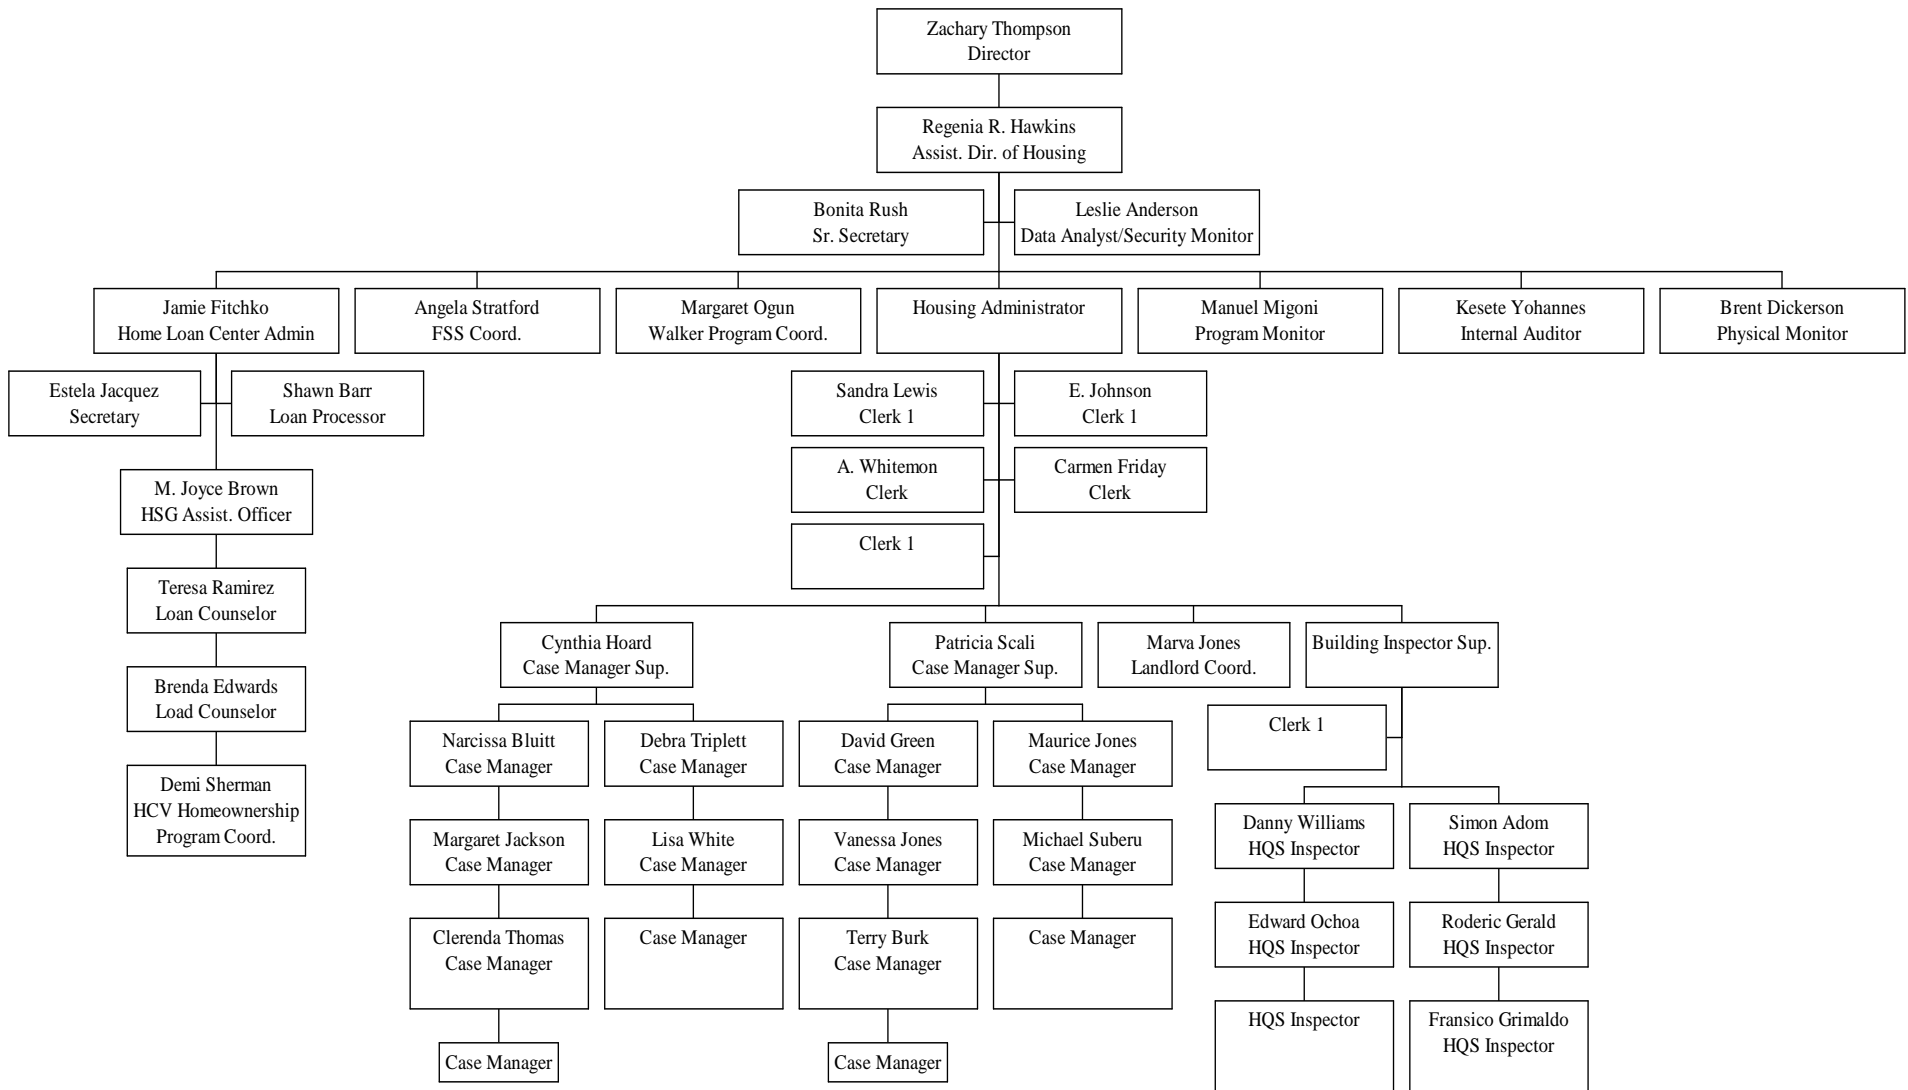 Zachary Thompson
Director
Regenia R. Hawkins
Assist. Dir. of Housing
Bonita Rush
Sr. Secretary
Leslie Anderson
Data Analyst/Security Monitor
Jamie Fitchko
Home Loan Center Admin
Angela Stratford
FSS Coord.
Margaret Ogun
Walker Program Coord.
Housing Administrator
Manuel Migoni
Program Monitor
Kesete Yohannes
Internal Auditor
Brent Dickerson
Physical Monitor
Estela Jacquez
Secretary
Shawn Barr
Loan Processor
Sandra Lewis
Clerk 1
E. Johnson
Clerk 1
A. Whitemon
Clerk
Carmen Friday
Clerk
Clerk 1
M. Joyce Brown
HSG Assist. Officer
Teresa Ramirez
Loan Counselor
Brenda Edwards
Load Counselor
Demi Sherman
HCV Homeownership
Program Coord.
Cynthia Hoard
Case Manager Sup.
Patricia Scali
Case Manager Sup.
Marva Jones
Landlord Coord.
Building Inspector Sup.
Narcissa Bluitt
Case Manager
Debra Triplett
Case Manager
David Green
Case Manager
Maurice Jones
Case Manager
Clerk 1
Margaret Jackson
Case Manager
Lisa White
Case Manager
Vanessa Jones
Case Manager
Michael Suberu
Case Manager
Danny Williams
HQS Inspector
Simon Adom
HQS Inspector
Clerenda Thomas
Case Manager
Case Manager
Terry Burk
Case Manager
Case Manager
Edward Ochoa
HQS Inspector
Roderic Gerald
HQS Inspector
Case Manager
Case Manager
HQS Inspector
Fransico Grimaldo
HQS Inspector